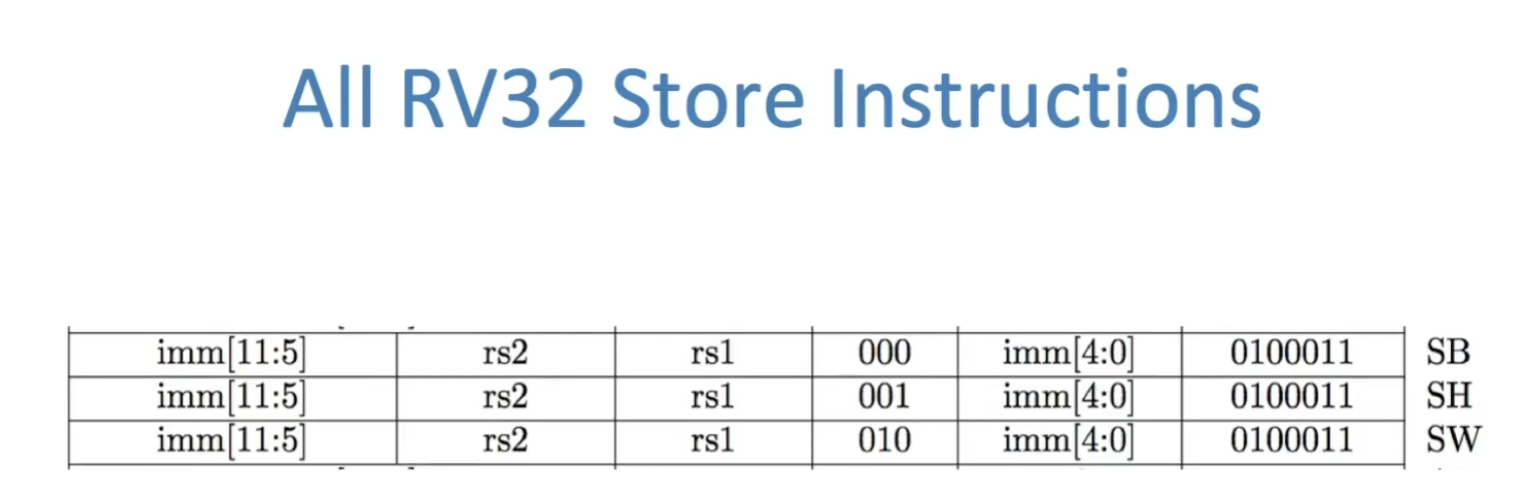 All RV32 Store Instructions
imm[11:5] rs2 rs1 000 imm[4:0] 0100011 SB
imm[11:5] rs2 rs1 001 imm[4:0] 0100011 SH
imm[11:5] rs2 rs1 010 imm[4:0] 0100011 SW